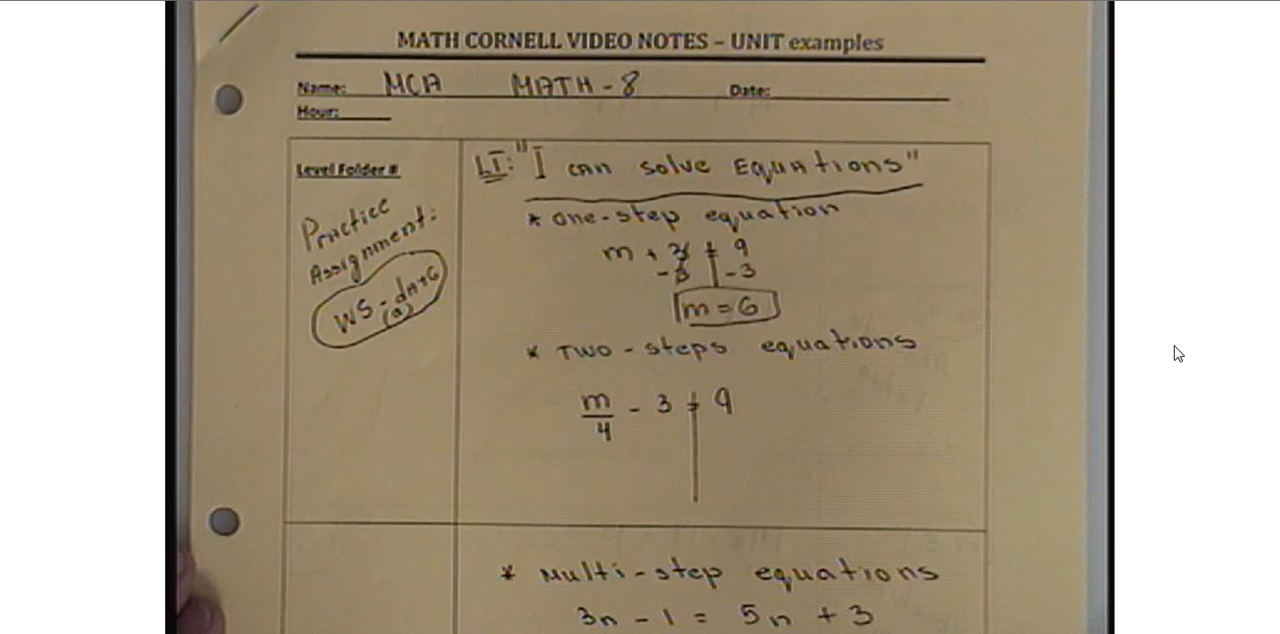 MATH CORNELL VIDEO NOTES – UNIT examples
Name: MCA MATH - 8 Date:
Hour:
Level Folder #
Practice
Assignment:
WS - dAy6
(a)
LT: "I CAN Solve Equations"
* One-step equation
m + 3 = 9
-3 -3
m = 6
* Two-steps equations
m/4 - 3 = 9
* Multi-step equations
3n - 1 = 5n + 3